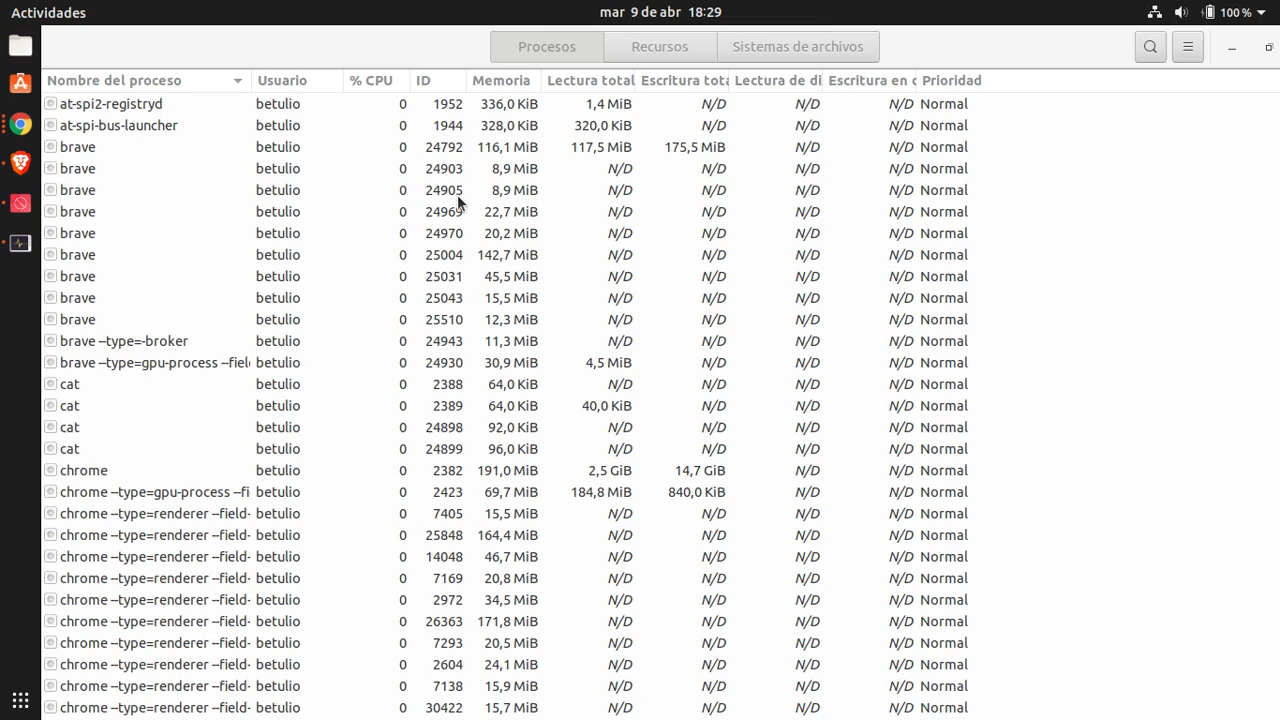 Actividades mar 9 de abr 18:29 100 %
Procesos Recursos Sistemas de archivos
Nombre del proceso Usuario % CPU ID Memoria Lectura total Escritura tota Lectura de di Escritura en Prioridad
at-spi2-registryd betulio 0 1952 336,0 KiB 1,4 MiB N/D N/D N/D Normal
at-spi-bus-launcher betulio 0 1944 328,0 KiB 320,0 KiB N/D N/D N/D Normal
brave betulio 0 24792 116,1 MiB 117,5 MiB 175,5 MiB N/D N/D Normal
brave betulio 0 24903 8,9 MiB N/D N/D N/D N/D Normal
brave betulio 0 24905 8,9 MiB N/D N/D N/D N/D Normal
brave betulio 0 24969 22,7 MiB N/D N/D N/D N/D Normal
brave betulio 0 24970 20,2 MiB N/D N/D N/D N/D Normal
brave betulio 0 25004 142,7 MiB N/D N/D N/D N/D Normal
brave betulio 0 25031 45,5 MiB N/D N/D N/D N/D Normal
brave betulio 0 25043 15,5 MiB N/D N/D N/D N/D Normal
brave betulio 0 25510 12,3 MiB N/D N/D N/D N/D Normal
brave --type=-broker betulio 0 24943 11,3 MiB N/D N/D N/D N/D Normal
brave --type=gpu-process --fiel betulio 0 24930 30,9 MiB 4,5 MiB N/D N/D N/D Normal
cat betulio 0 2388 64,0 KiB N/D N/D N/D N/D Normal
cat betulio 0 2389 64,0 KiB 40,0 KiB N/D N/D N/D Normal
cat betulio 0 24898 92,0 KiB N/D N/D N/D N/D Normal
cat betulio 0 24899 96,0 KiB N/D N/D N/D N/D Normal
chrome betulio 0 2382 191,0 MiB 2,5 GiB 14,7 GiB N/D N/D Normal
chrome --type=gpu-process --fi betulio 0 2423 69,7 MiB 184,8 MiB 840,0 KiB N/D N/D Normal
chrome --type=renderer --field- betulio 0 7405 15,5 MiB N/D N/D N/D N/D Normal
chrome --type=renderer --field- betulio 0 25848 164,4 MiB N/D N/D N/D N/D Normal
chrome --type=renderer --field- betulio 0 14048 46,7 MiB N/D N/D N/D N/D Normal
chrome --type=renderer --field- betulio 0 7169 20,8 MiB N/D N/D N/D N/D Normal
chrome --type=renderer --field- betulio 0 2972 34,5 MiB N/D N/D N/D N/D Normal
chrome --type=renderer --field- betulio 0 26363 171,8 MiB N/D N/D N/D N/D Normal
chrome --type=renderer --field- betulio 0 7293 20,5 MiB N/D N/D N/D N/D Normal
chrome --type=renderer --field- betulio 0 2604 24,1 MiB N/D N/D N/D N/D Normal
chrome --type=renderer --field- betulio 0 7138 15,9 MiB N/D N/D N/D N/D Normal
chrome --type=renderer --field- betulio 0 30422 15,7 MiB N/D N/D N/D N/D Normal